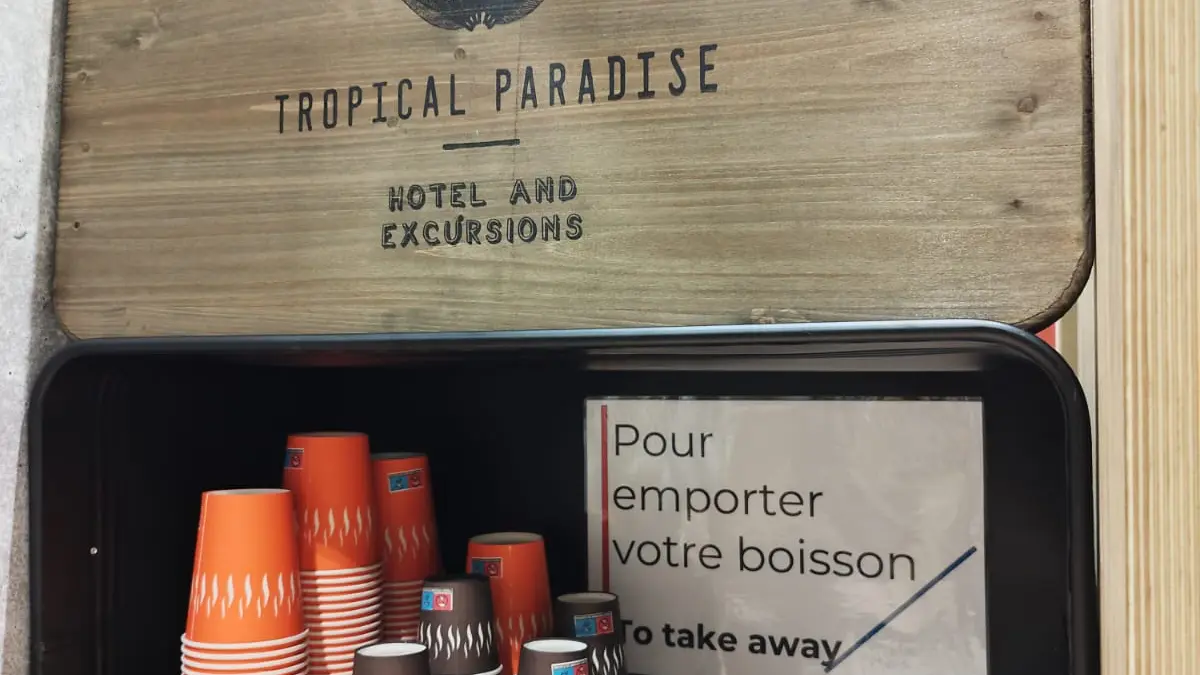 TROPICAL PARADISE
HOTEL AND
EXCURSIONS
Pour
emporter
votre boisson
To take away